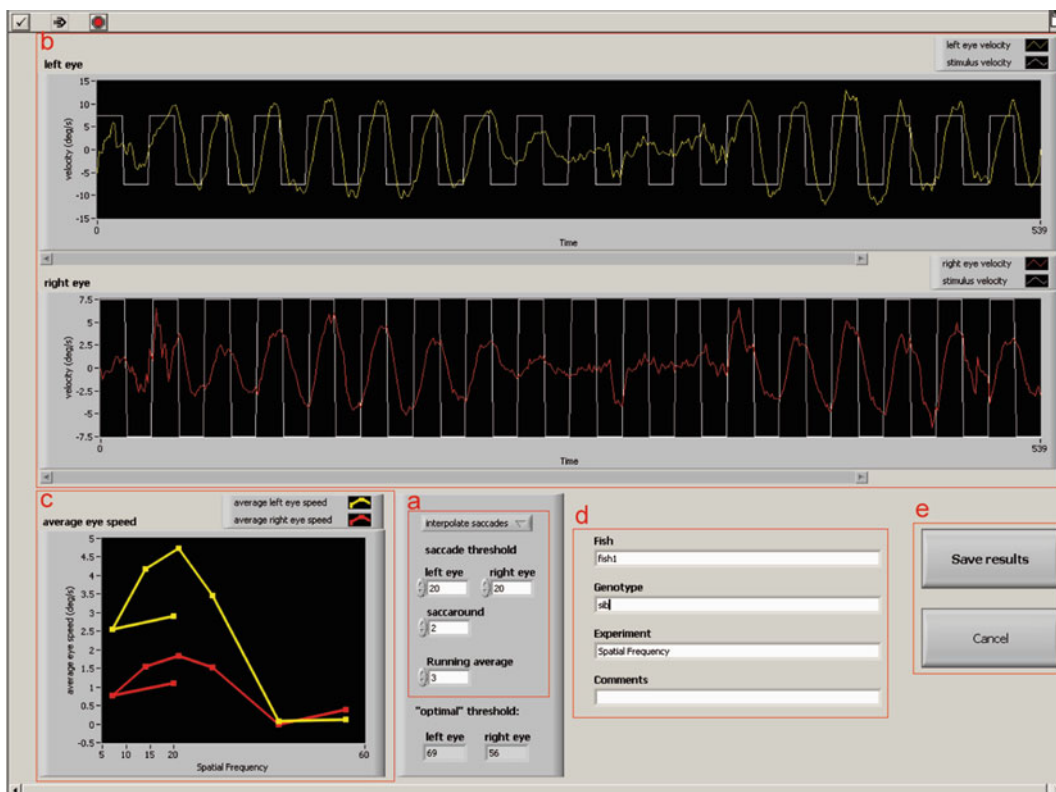 b
left eye
left eye velocity
stimulus velocity
velocity (deg/s)
15
10
5
0
-5
-10
-15
0
539
Time
right eye
right eye velocity
stimulus velocity
velocity (deg/s)
7.5
5
2.5
0
-2.5
-5
-7.5
0
539
Time
c
average left eye speed
average right eye speed
average eye speed
average eye speed (deg/s)
5
4.5
4
3.5
3
2.5
2
1.5
1
0.5
0
-0.5
5
10
15
20
60
Spatial Frequency
a
interpolate saccades
saccade threshold
left eye
right eye
20
20
saccaround
2
Running average
3
"optimal" threshold:
left eye
right eye
69
56
d
Fish
fish1
Genotype
sib
Experiment
Spatial Frequency
Comments
e
Save results
Cancel